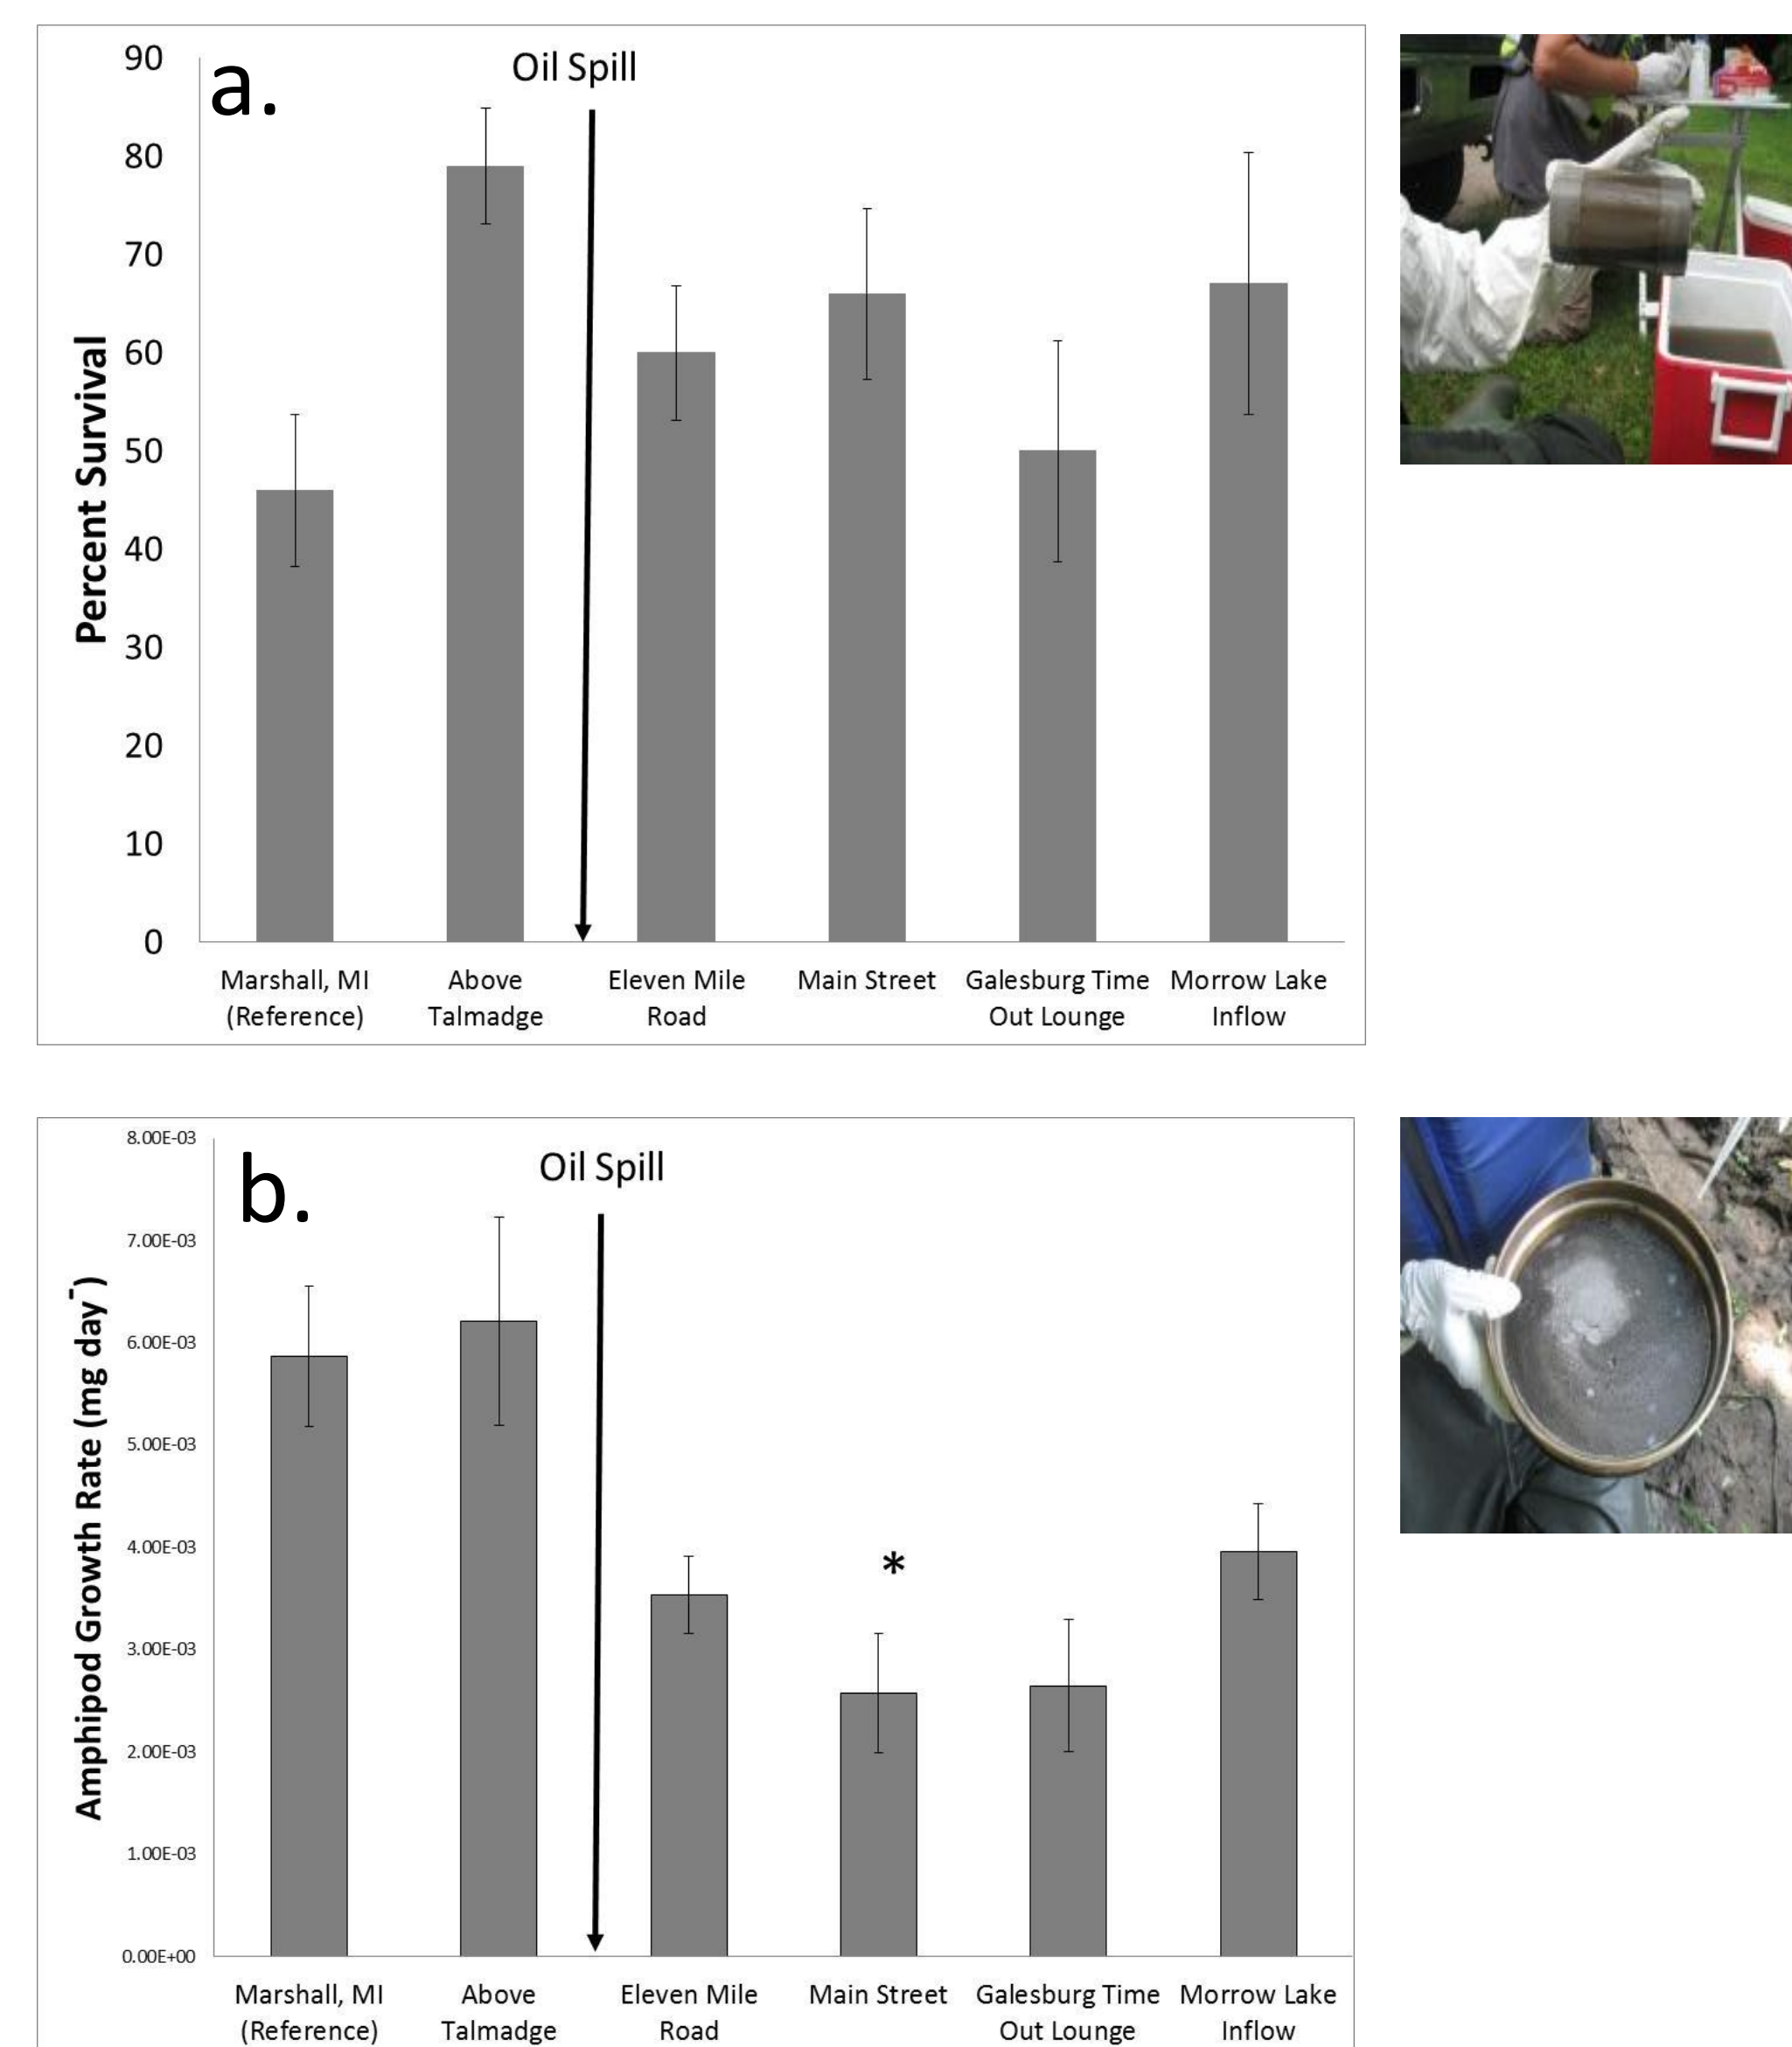 a.
Oil Spill
Percent Survival
90
80
70
60
50
40
30
20
10
0
Marshall, MI
(Reference)
Above
Talmadge
Eleven Mile
Road
Main Street
Galesburg Time
Out Lounge
Morrow Lake
Inflow
b.
Oil Spill
Amphipod Growth Rate (mg day⁻)
8.00E-03
7.00E-03
6.00E-03
5.00E-03
4.00E-03
3.00E-03
2.00E-03
1.00E-03
0.00E+00
*
Marshall, MI
(Reference)
Above
Talmadge
Eleven Mile
Road
Main Street
Galesburg Time
Out Lounge
Morrow Lake
Inflow